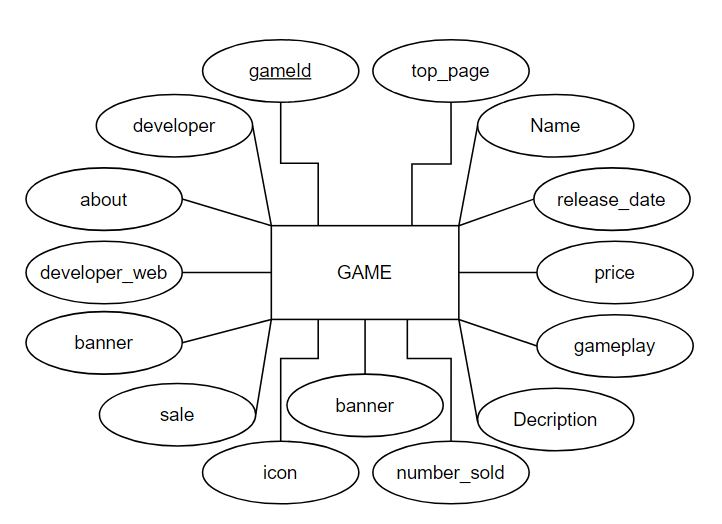 gameId
top_page
developer
Name
about
release_date
developer_web
GAME
price
banner
gameplay
sale
banner
Decription
icon
number_sold